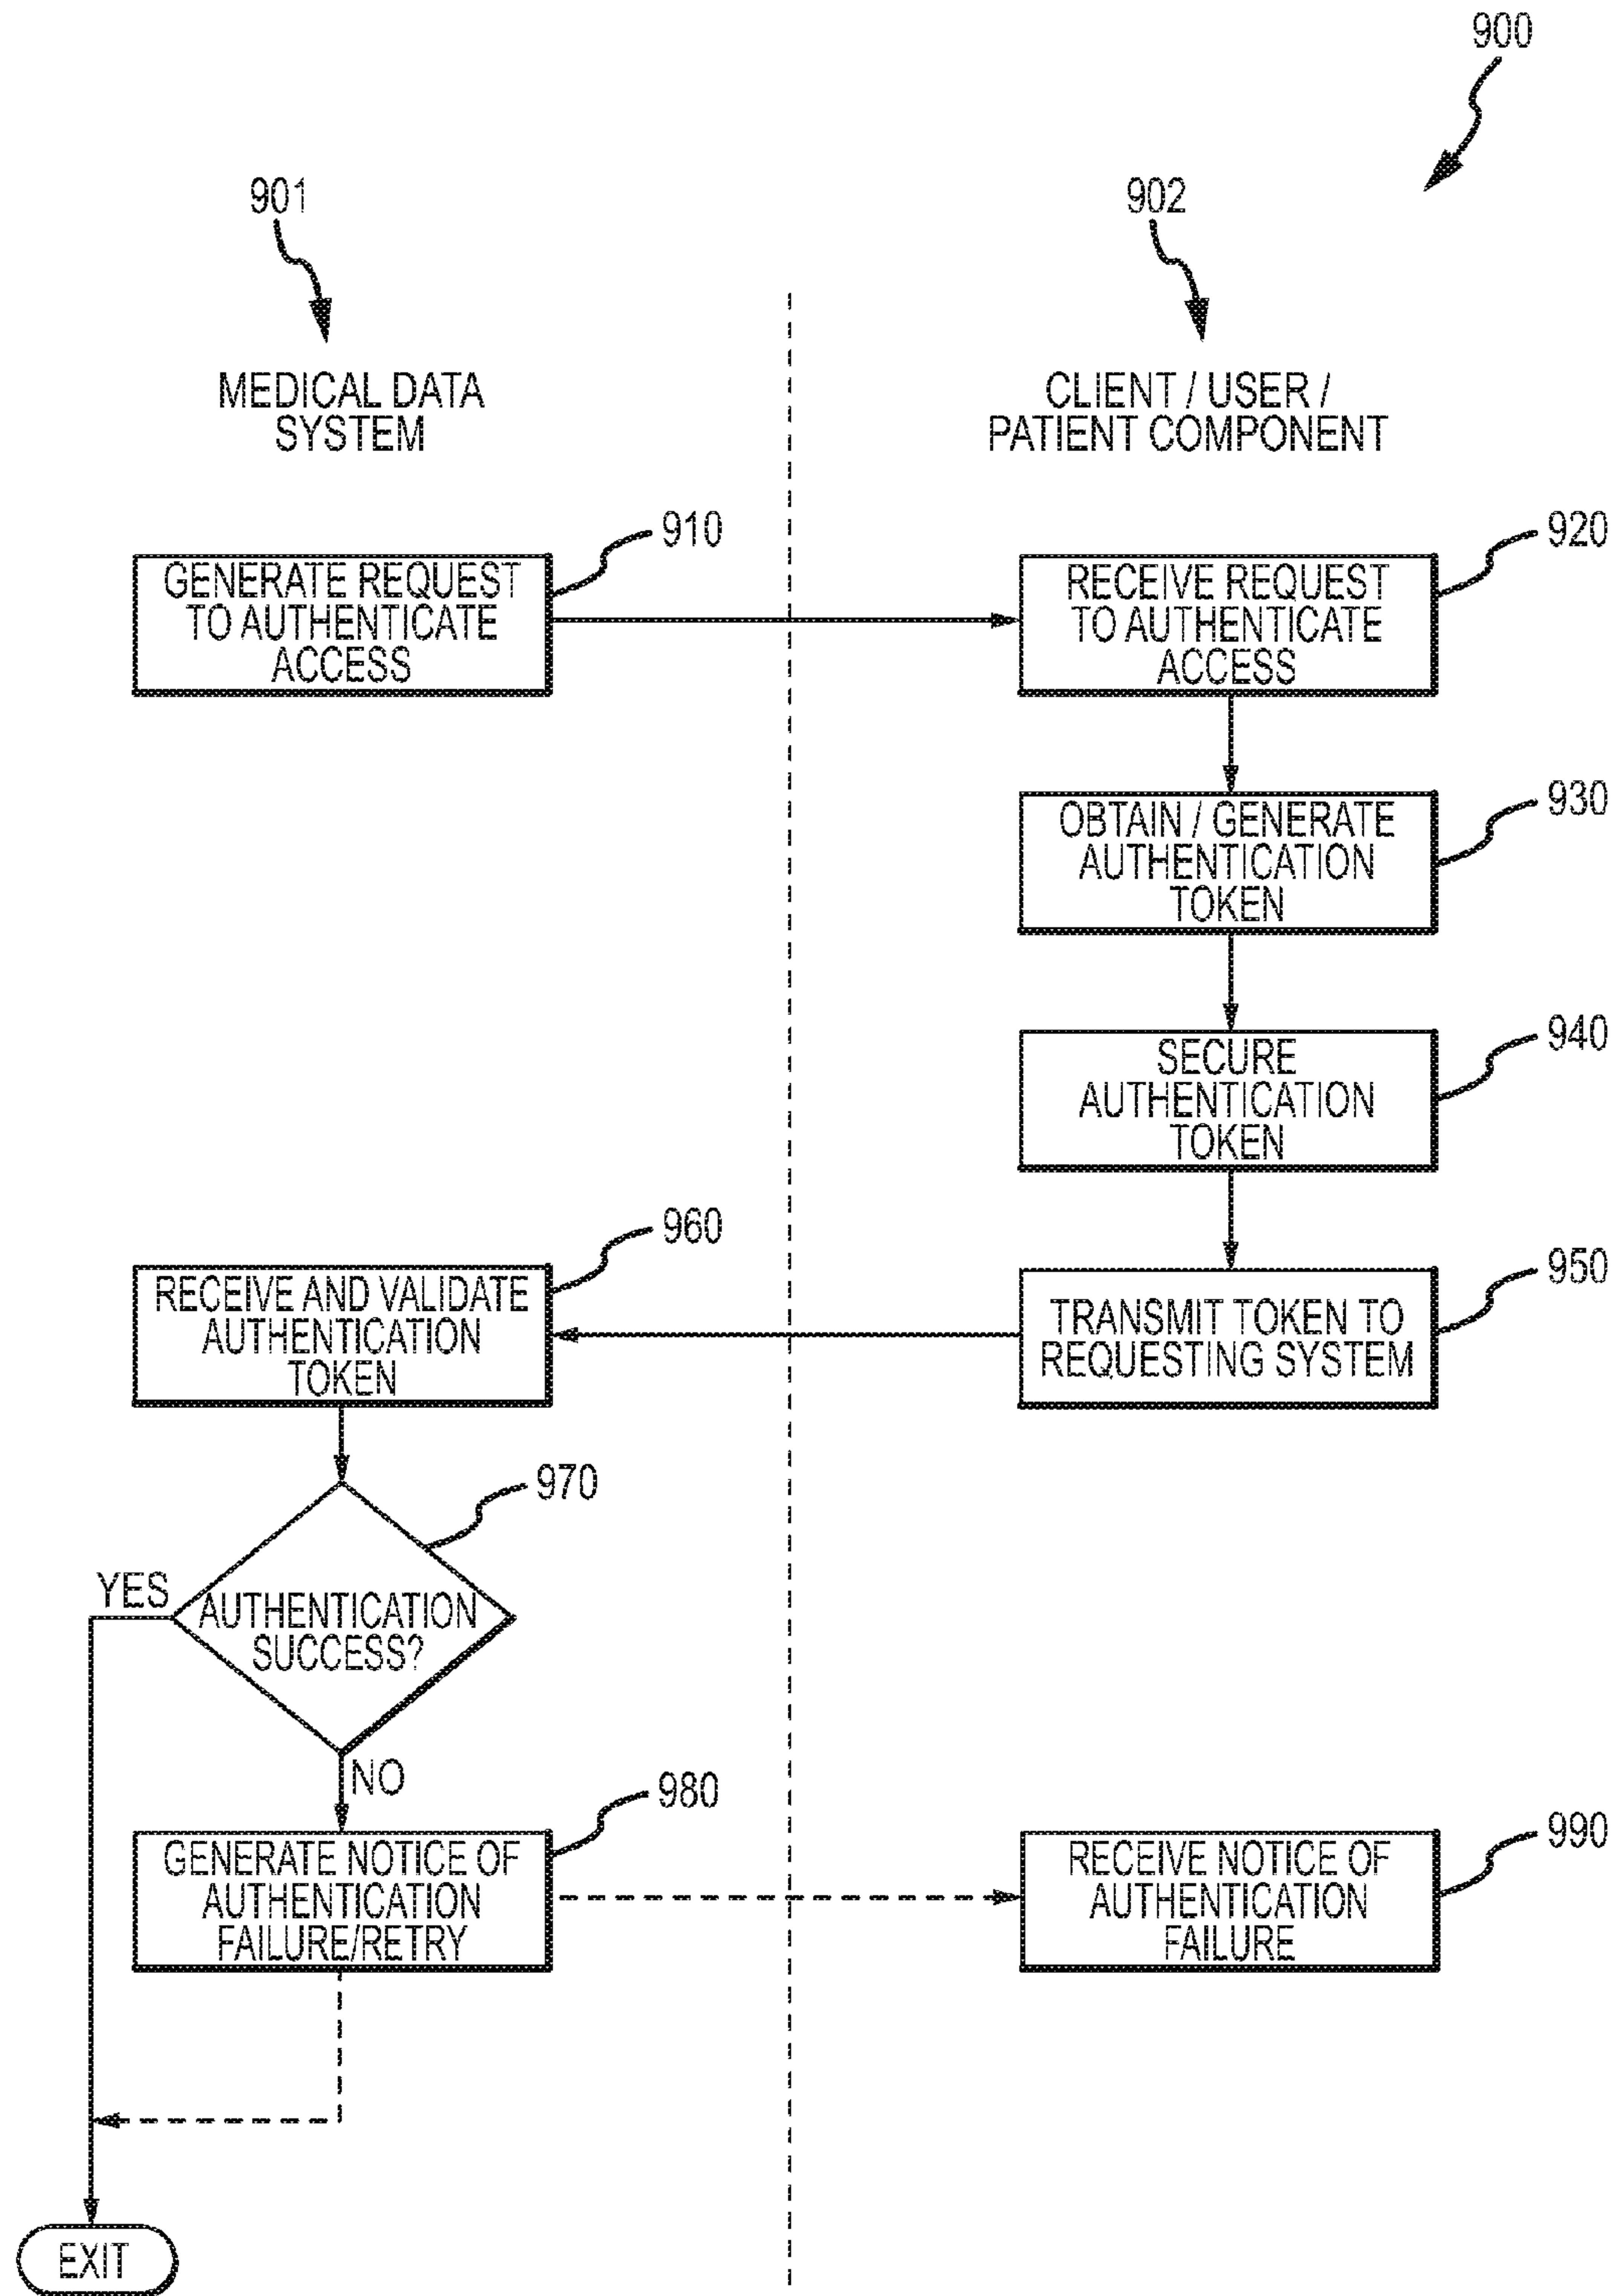 900
901
902
MEDICAL DATA
SYSTEM
CLIENT / USER /
PATIENT COMPONENT
910
GENERATE REQUEST
TO AUTHENTICATE
ACCESS
920
RECEIVE REQUEST
TO AUTHENTICATE
ACCESS
930
OBTAIN / GENERATE
AUTHENTICATION
TOKEN
940
SECURE
AUTHENTICATION
TOKEN
950
TRANSMIT TOKEN TO
REQUESTING SYSTEM
960
RECEIVE AND VALIDATE
AUTHENTICATION
TOKEN
970
YES
AUTHENTICATION
SUCCESS?
NO
980
GENERATE NOTICE OF
AUTHENTICATION
FAILURE/RETRY
990
RECEIVE NOTICE OF
AUTHENTICATION
FAILURE
EXIT